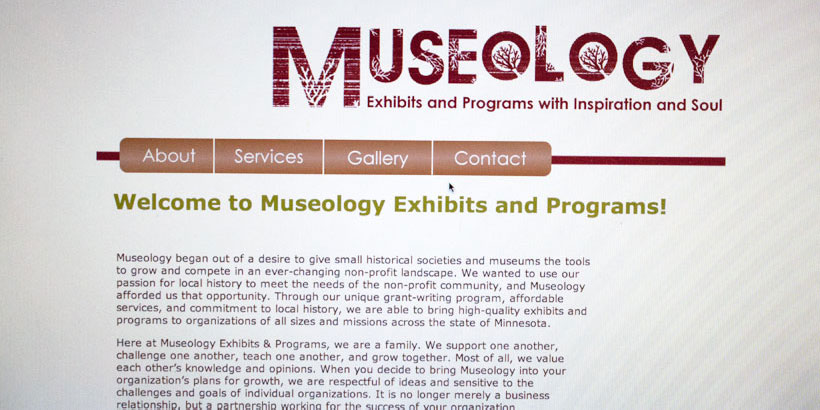 MUSEOLOGY
Exhibits and Programs with Inspiration and Soul
About Services Gallery Contact
Welcome to Museology Exhibits and Programs!
Museology began out of a desire to give small historical societies and museums the tools
to grow and compete in an ever-changing non-profit landscape. We wanted to use our
passion for local history to meet the needs of the non-profit community, and Museology
afforded us that opportunity. Through our unique grant-writing program, affordable
services, and commitment to local history, we are able to bring high-quality exhibits and
programs to organizations of all sizes and missions across the state of Minnesota.
Here at Museology Exhibits & Programs, we are a family. We support one another,
challenge one another, teach one another, and grow together. Most of all, we value
each other's knowledge and opinions. When you decide to bring Museology into your
organization's plans for growth, we are respectful of ideas and sensitive to the
challenges and goals of individual organizations. It is no longer merely a business
relationship, but a partnership working for the success of your organization.